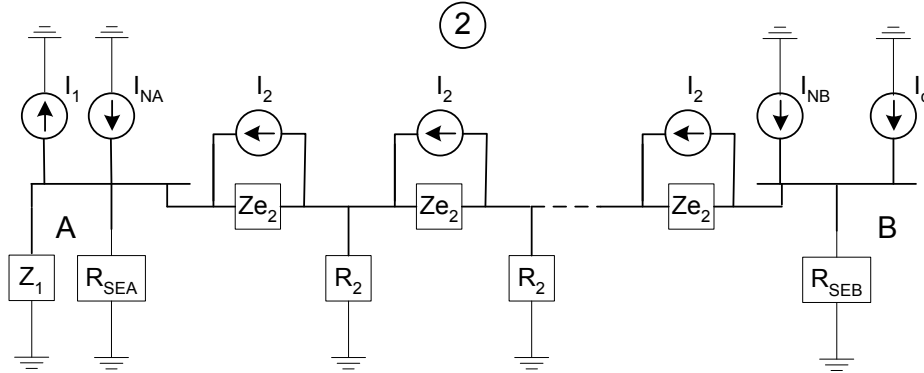 2
I1 INA I2 I2 I2 INB
Ze2 Ze2 Ze2
A B
Z1 RSEA R2 R2 RSEB